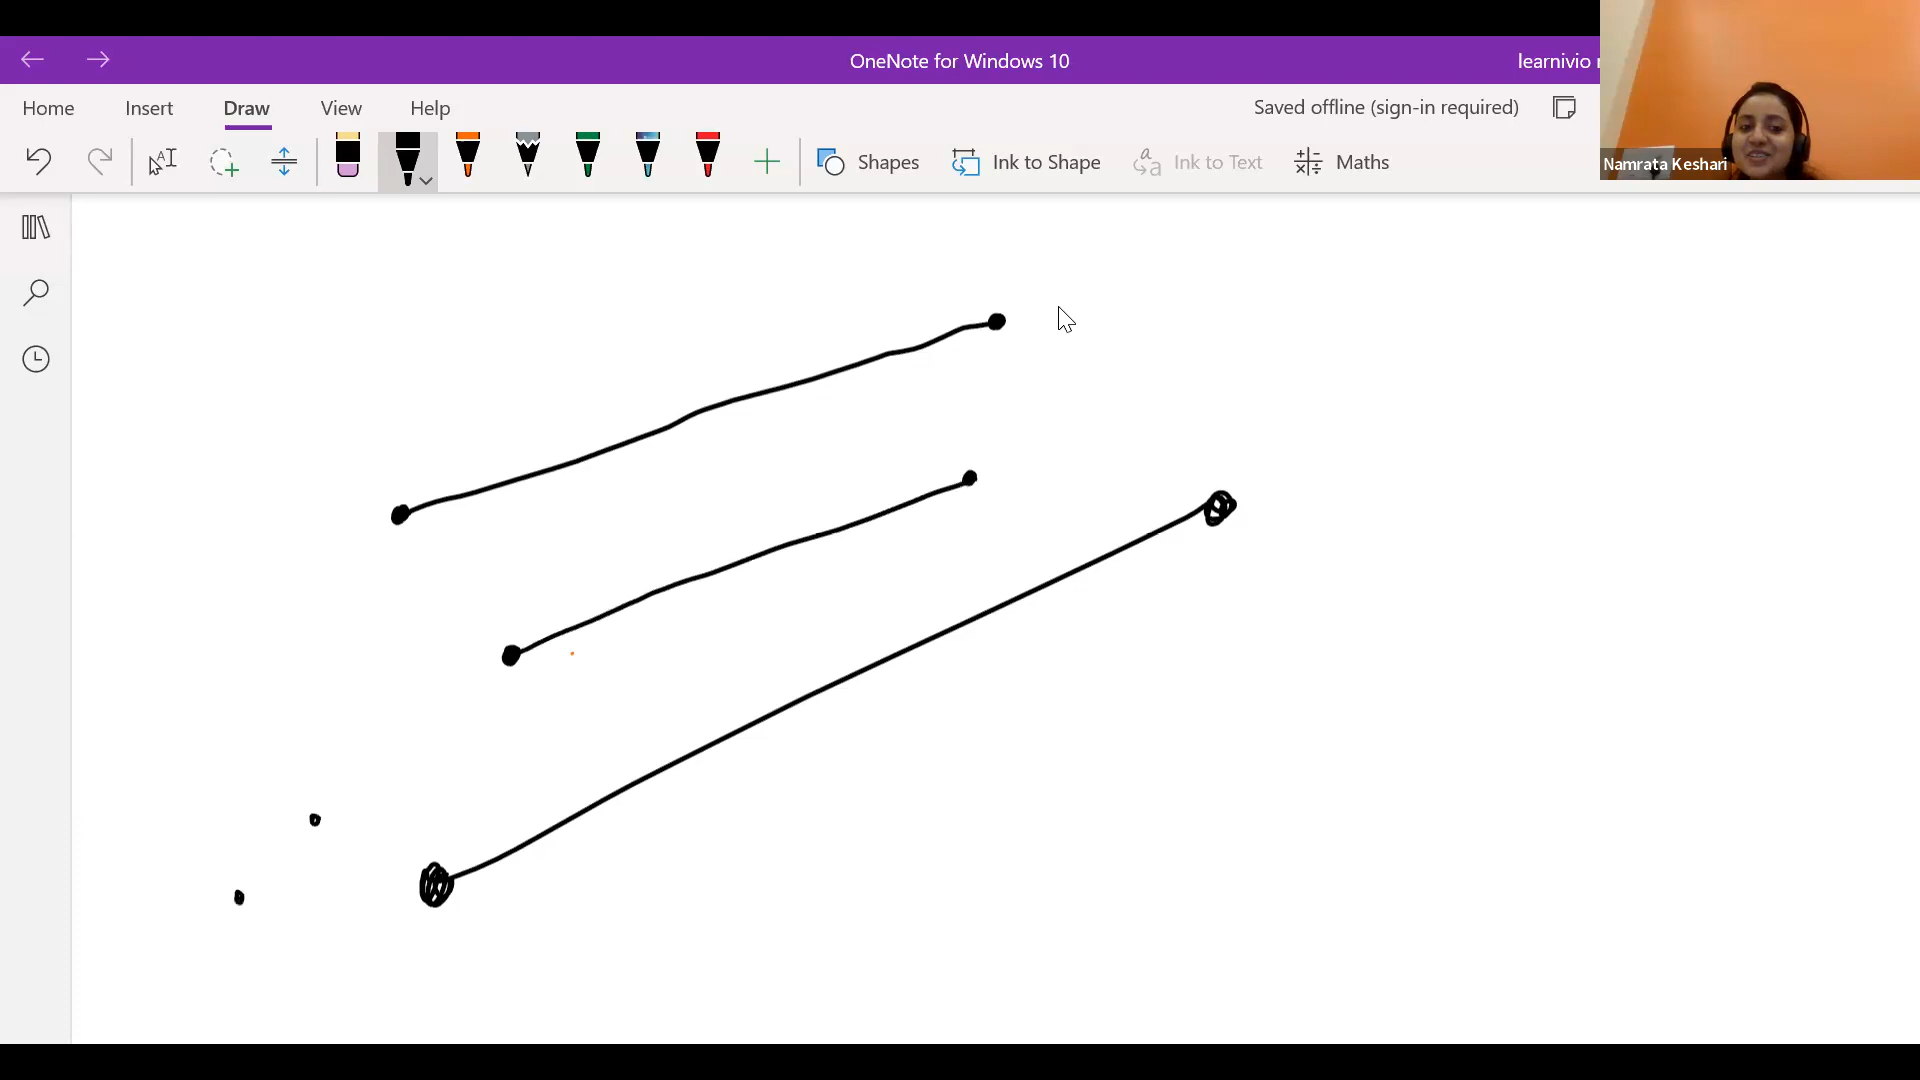 OneNote for Windows 10
learnivio
Home Insert Draw View Help
Saved offline (sign-in required)
Shapes Ink to Shape Ink to Text Maths
Namrata Keshari